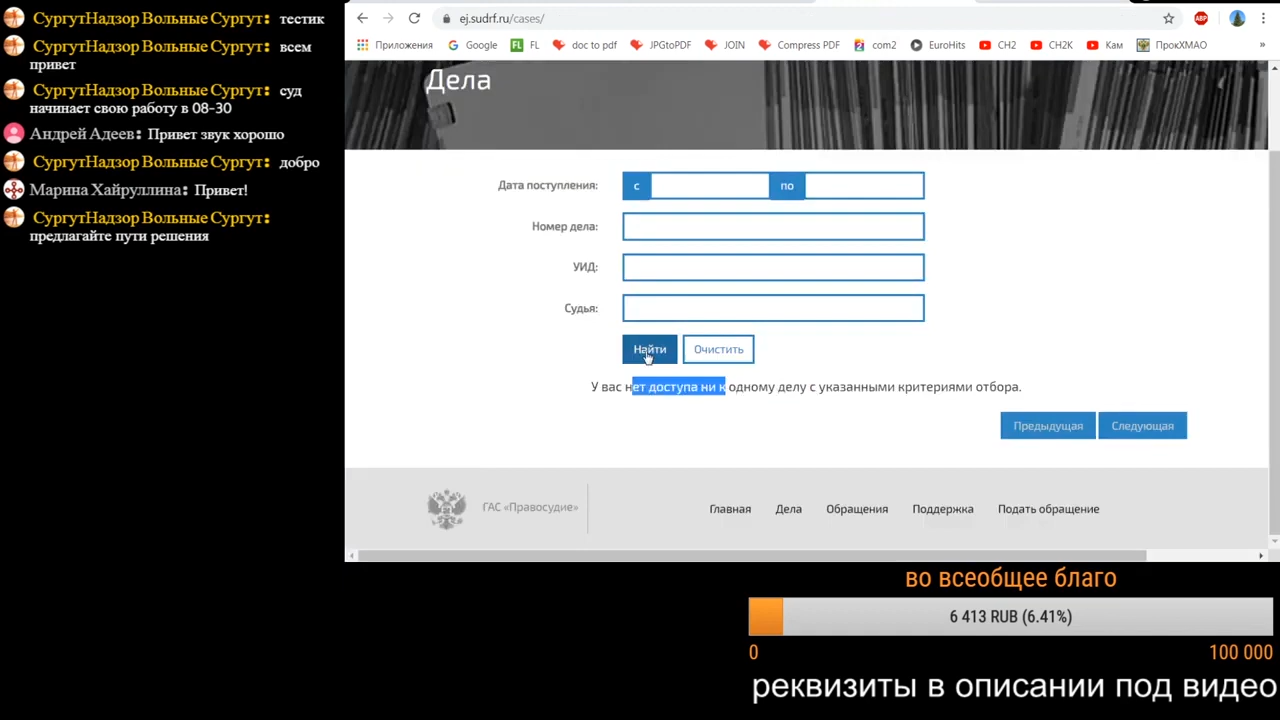 СургутНадзор Вольные Сургут: тестик
СургутНадзор Вольные Сургут: всем
привет
СургутНадзор Вольные Сургут: суд
начинает свою работу в 08-30
Андрей Адеев: Привет звук хорошо
СургутНадзор Вольные Сургут: добро
Марина Хайруллина: Привет!
СургутНадзор Вольные Сургут:
предлагайте пути решения
ej.sudrf.ru/cases/
ABP
Приложения Google FL FL doc to pdf JPGtoPDF JOIN Compress PDF com2 EuroHits CH2 CH2K Кам ПрокХМАО »
Дела
Дата поступления: с по
Номер дела:
УИД:
Судья:
Найти Очистить
У вас нет доступа ни к одному делу с указанными критериями отбора.
Предыдущая Следующая
ГАС «Правосудие» Главная Дела Обращения Поддержка Подать обращение
во всеобщее благо
6 413 RUB (6.41%)
0 100 000
реквизиты в описании под видео